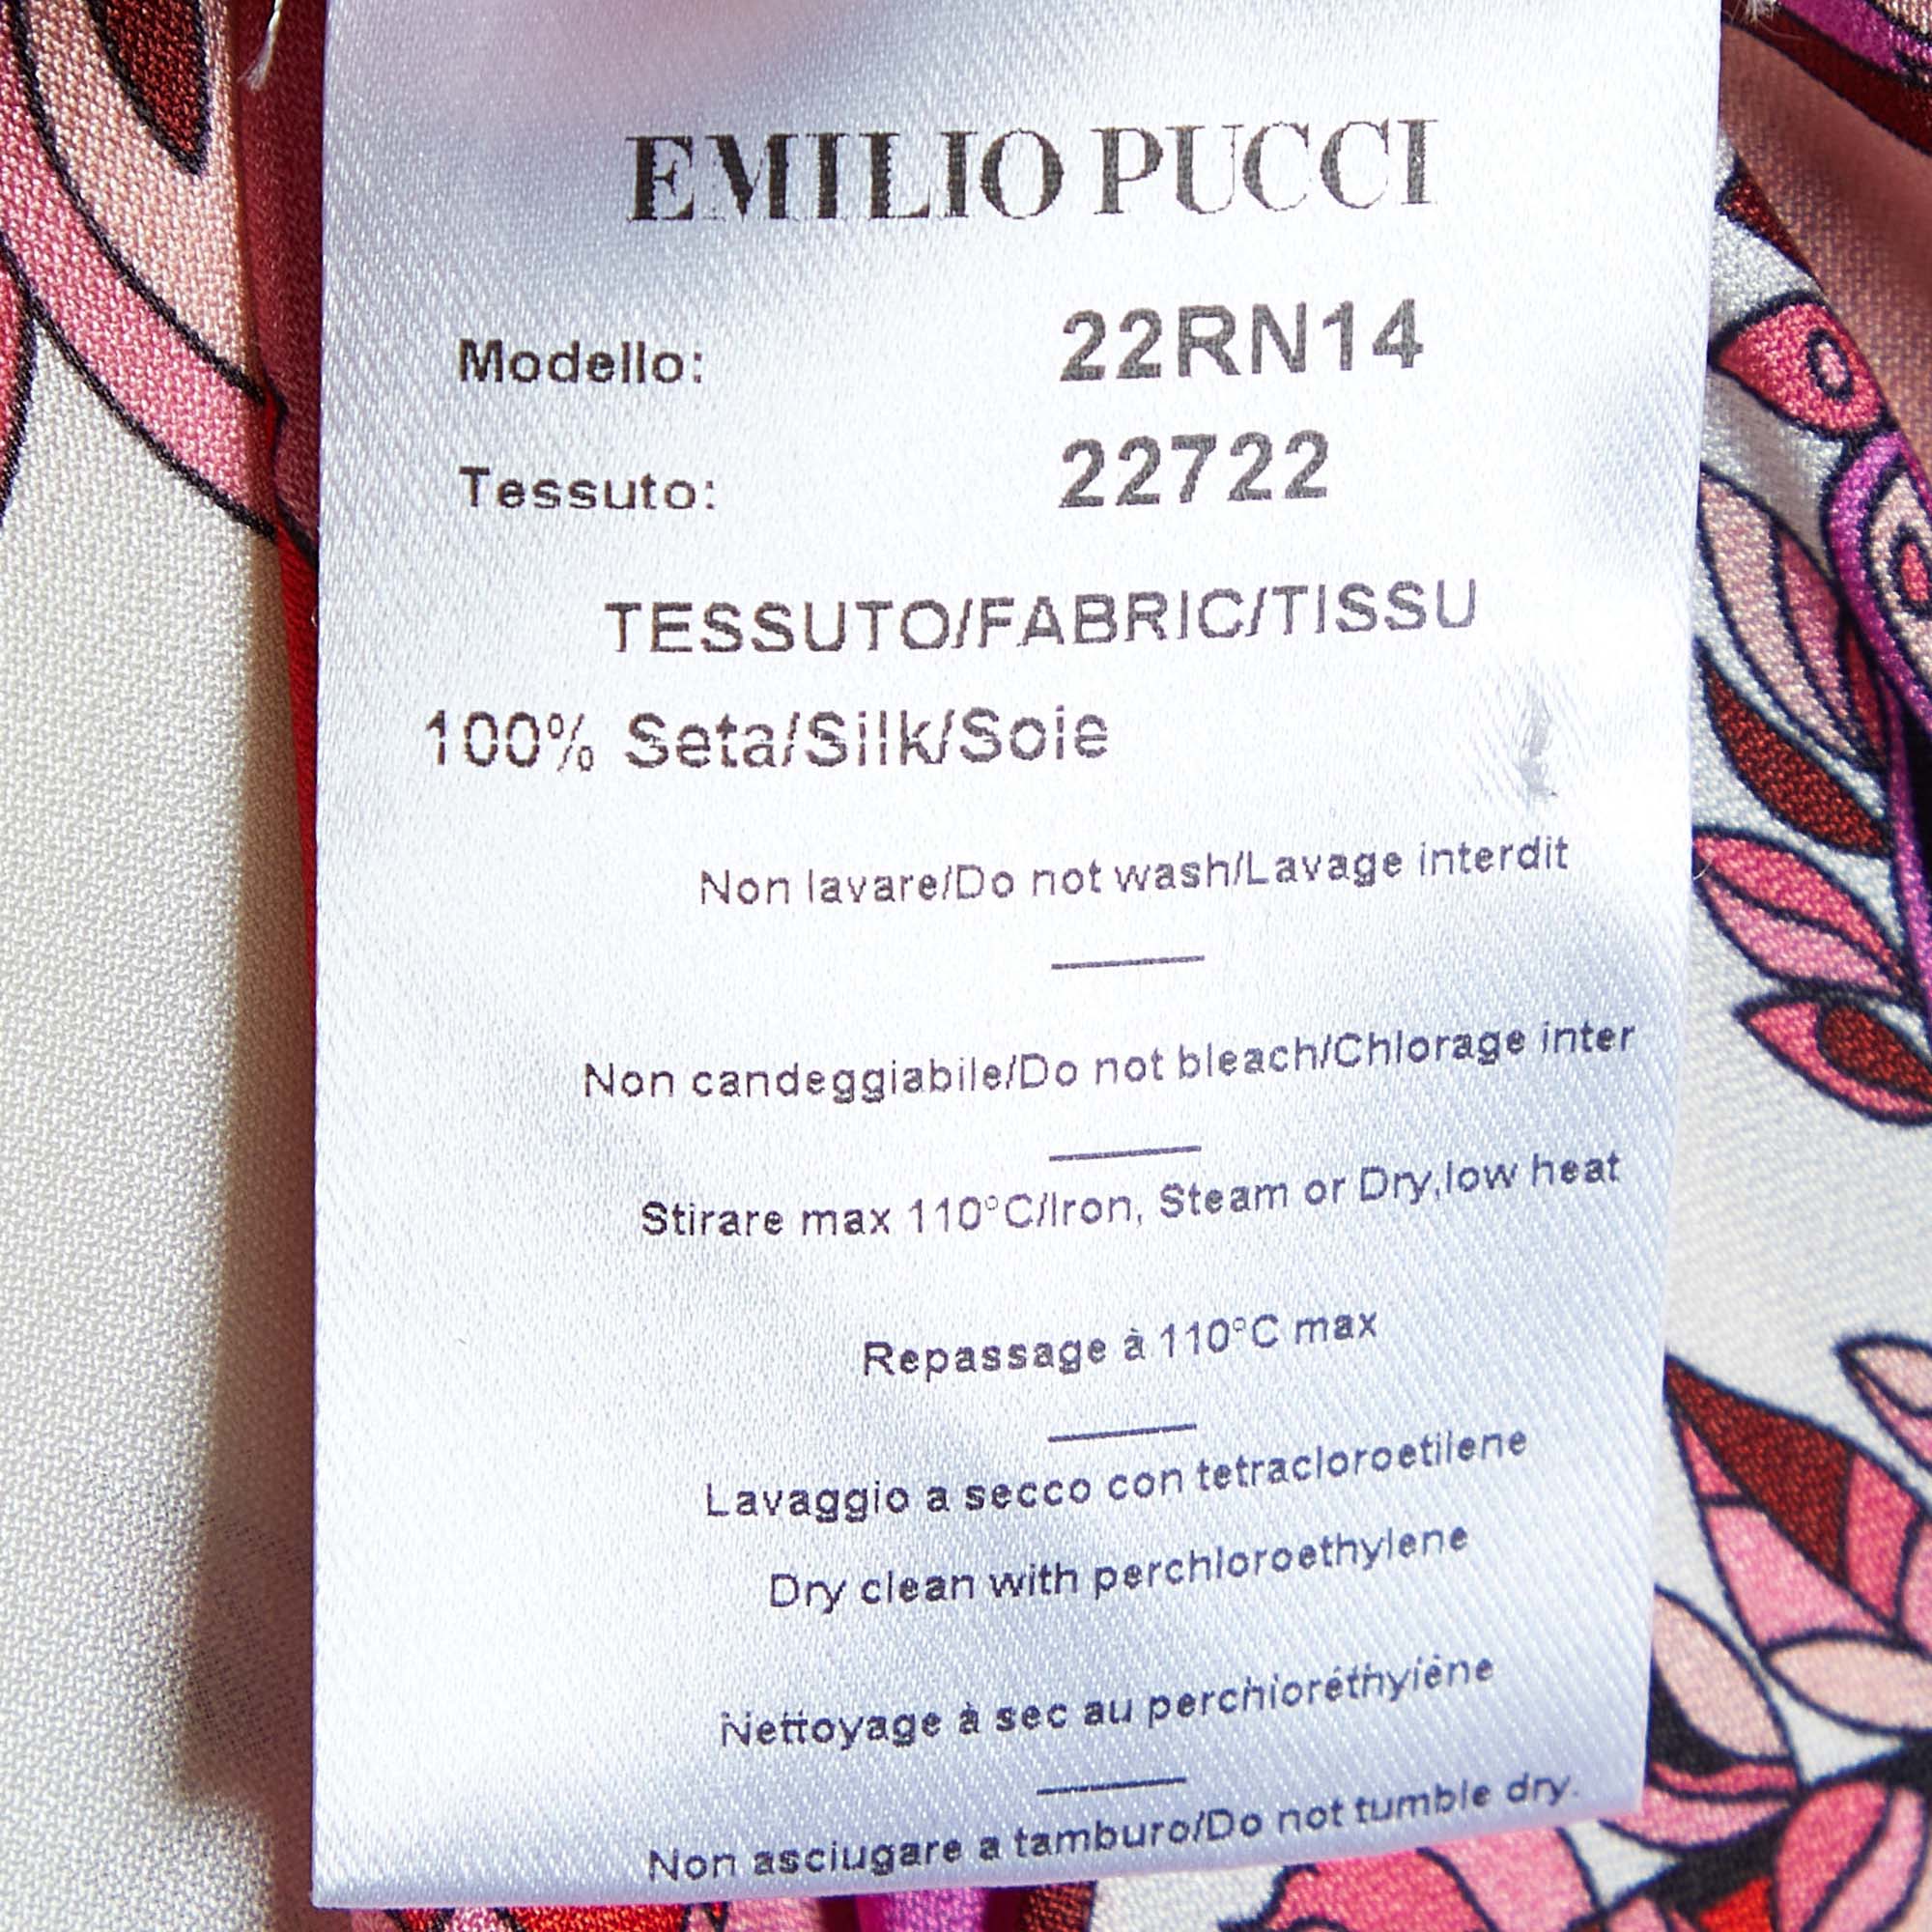 EMILIO PUCCI
Modello: 22RN14
Tessuto: 22722
TESSUTO/FABRIC/TISSU
100% Seta/Silk/Soie
Non lavare/Do not wash/Lavage interdit
Non candeggiabile/Do not bleach/Chlorage inter
Stirare max 110°C/Iron, Steam or Dry,low heat
Repassage à 110°C max
Lavaggio a secco con tetracloroetilene
Dry clean with perchloroethylene
Nettoyage à sec au perchloréthylène
Non asciugare a tamburo/Do not tumble dry.